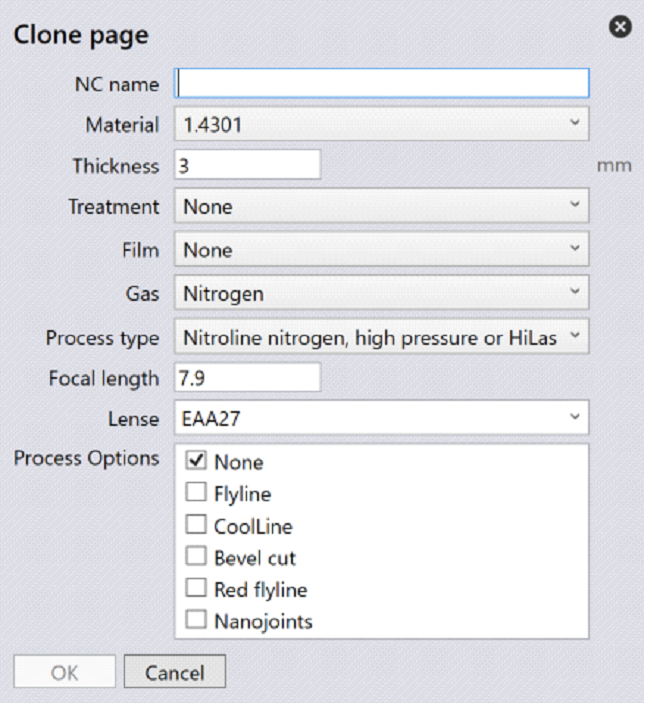 Clone page
NC name
Material 1.4301
Thickness 3 mm
Treatment None
Film None
Gas Nitrogen
Process type Nitroline nitrogen, high pressure or HiLas
Focal length 7.9
Lense EAA27
Process Options None
Flyline
CoolLine
Bevel cut
Red flyline
Nanojoints
OK Cancel